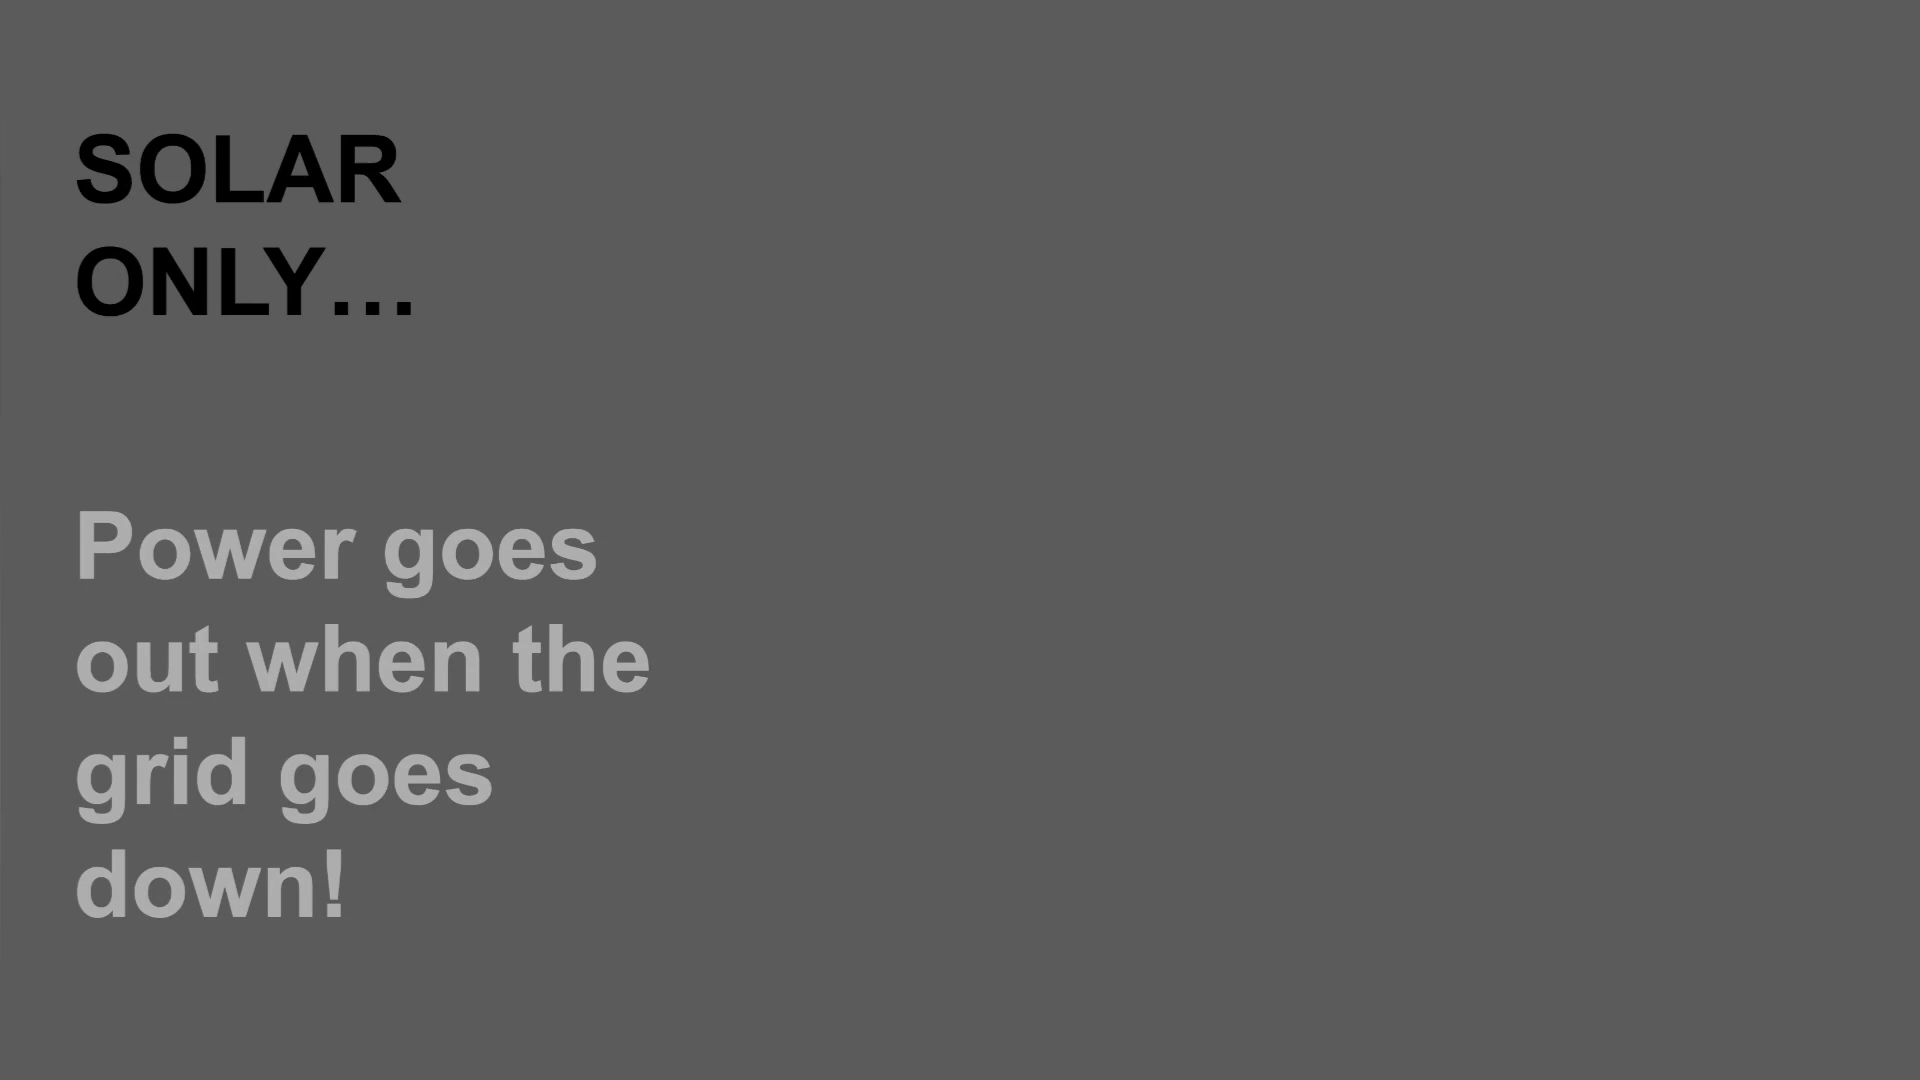 SOLAR
ONLY...
Power goes
out when the
grid goes
down!